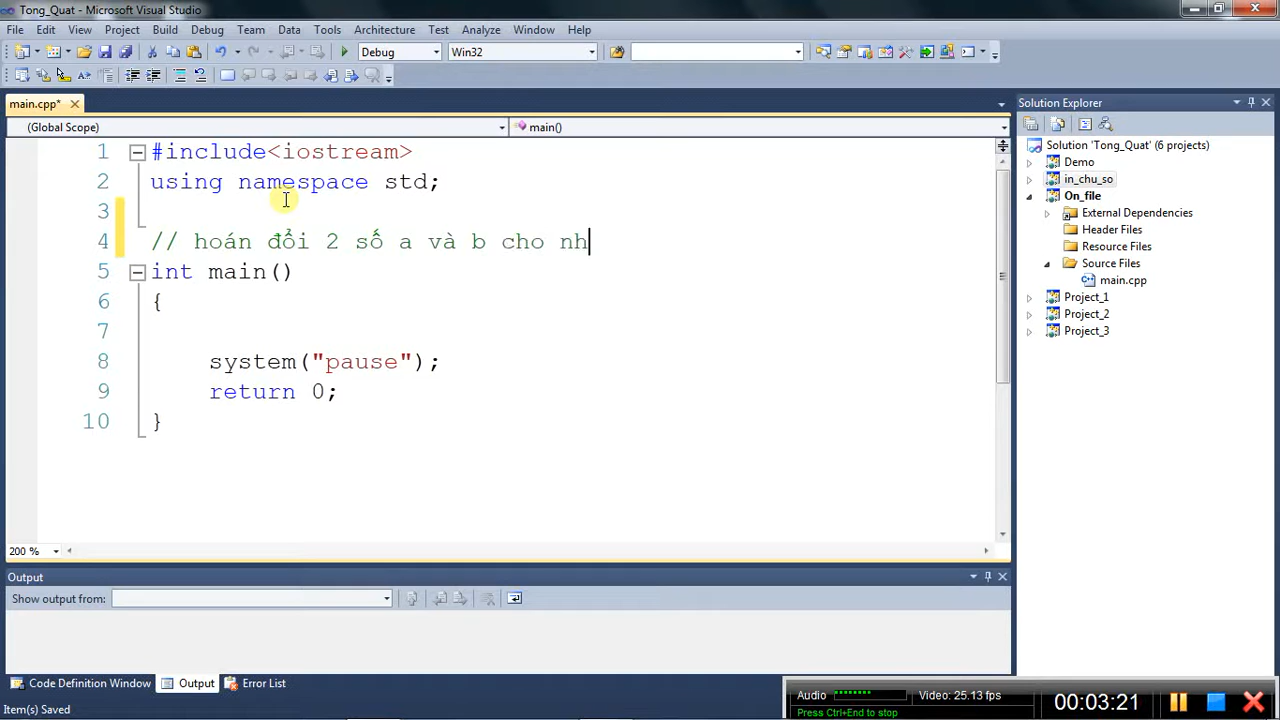 Tong_Quat - Microsoft Visual Studio
File Edit View Project Build Debug Team Data Tools Architecture Test Analyze Window Help
Debug Win32
main.cpp*
(Global Scope) main()
1 #include<iostream>
2 using namespace std;
3
4 // hoán đổi 2 số a và b cho nh
5 int main()
6 {
7
8 system("pause");
9 return 0;
10 }
200 %
Output
Show output from:
Code Definition Window Output Error List
Item(s) Saved
Solution Explorer
Solution 'Tong_Quat' (6 projects)
Demo
in_chu_so
On_file
External Dependencies
Header Files
Resource Files
Source Files
main.cpp
Project_1
Project_2
Project_3
Audio Video: 25.13 fps
Press Ctrl+End to stop
00:03:21